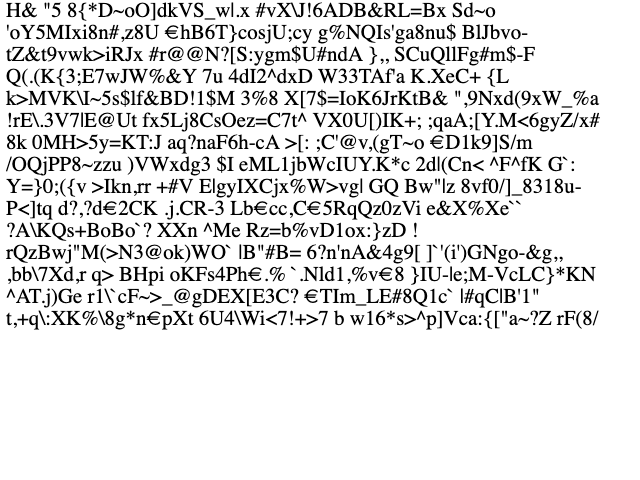 H& "5 8{*D~oO]dkVS_w|.x #vX\J!6ADB&RL=Bx Sd~o
'oY5MIxi8n#,z8U €hB6T}cosjU;cy g%NQIs'ga8nu$ BlJbvo-
tZ&t9vwk>iRJx #r@@N?[S:ygm$U#ndA },, SCuQllFg#m$-F
Q(.(K{3;E7wJW%&Y 7u 4dI2^dxD W33TAf'a K.XeC+ {L
k>MVK\I~5s$lf&BD!1$M 3%8 X[7$=IoK6JrKtB& ",9Nxd(9xW_%a
!rE\.3V7|E@Ut fx5Lj8CsOez=C7t^ VX0U[)IK+; ;qaA;[Y.M<6gyZ/x#
8k 0MH>5y=KT:J aq?naF6h-cA >[: ;C'@v,(gT~o €D1k9]S/m
/OQjPP8~zzu )VWxdg3 $I eML1jbWcIUY.K*c 2d|(Cn< ^F^fK G`:
Y=}0;({v >Ikn,rr +#V E|gyIXCjx%W>vg| GQ Bw"|z 8vf0/]_8318u-
P<]tq d?,?d€2CK .j.CR-3 Lb€cc,C€5RqQz0zVi e&X%Xe``
?A\KQs+BoBo`? XXn ^Me Rz=b%vD1ox:}zD !
rQzBwj"M(>N3@ok)WO` |B"#B= 6?n'nA&4g9[ ]`'(i')GNgo-&g,,
,bb\7Xd,r q> BHpi oKFs4Ph€.% `.Nld1,%v€8 }IU-|e;M-VcLC}*KN
^AT.j)Ge r1\`cF~>_@gDEX[E3C? €TIm_LE#8Q1c` |#qC|B'1"
t,+q\:XK%\8g*n€pXt 6U4\Wi<7!+>7 b w16*s>^p]Vca:{["a~?Z rF(8/